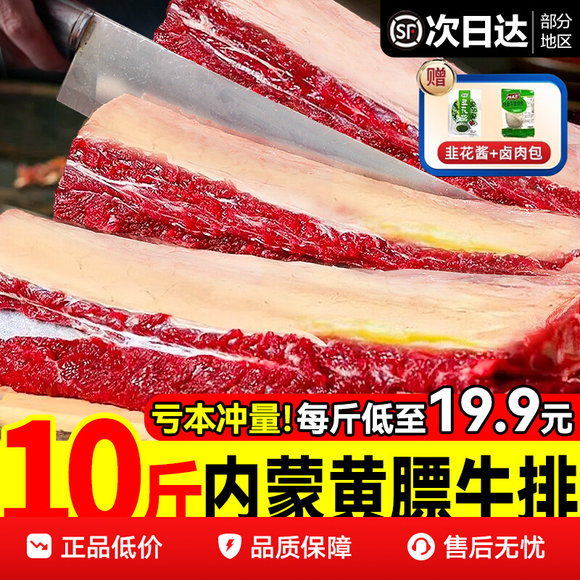 SF 次日达 部分地区
赠
韭花酱+卤肉包
亏本冲量! 每斤低至19.9元
10斤内蒙黄膘牛排
正品低价 品质保障 售后无忧